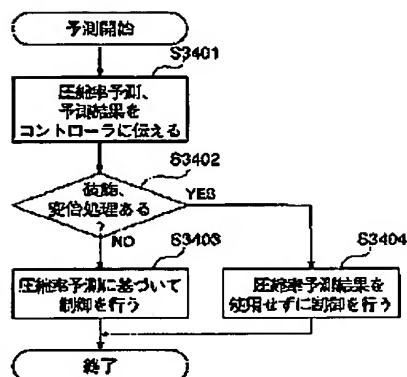 予測開始
S3401
圧縮率予測、
予測結果を
コントローラに伝える
S3402
変倍処理ある
?
YES
NO
S3403
圧縮率予測に基づいて
制御を行う
S3404
圧縮率予測結果を
使用せずに制御を行う
終了